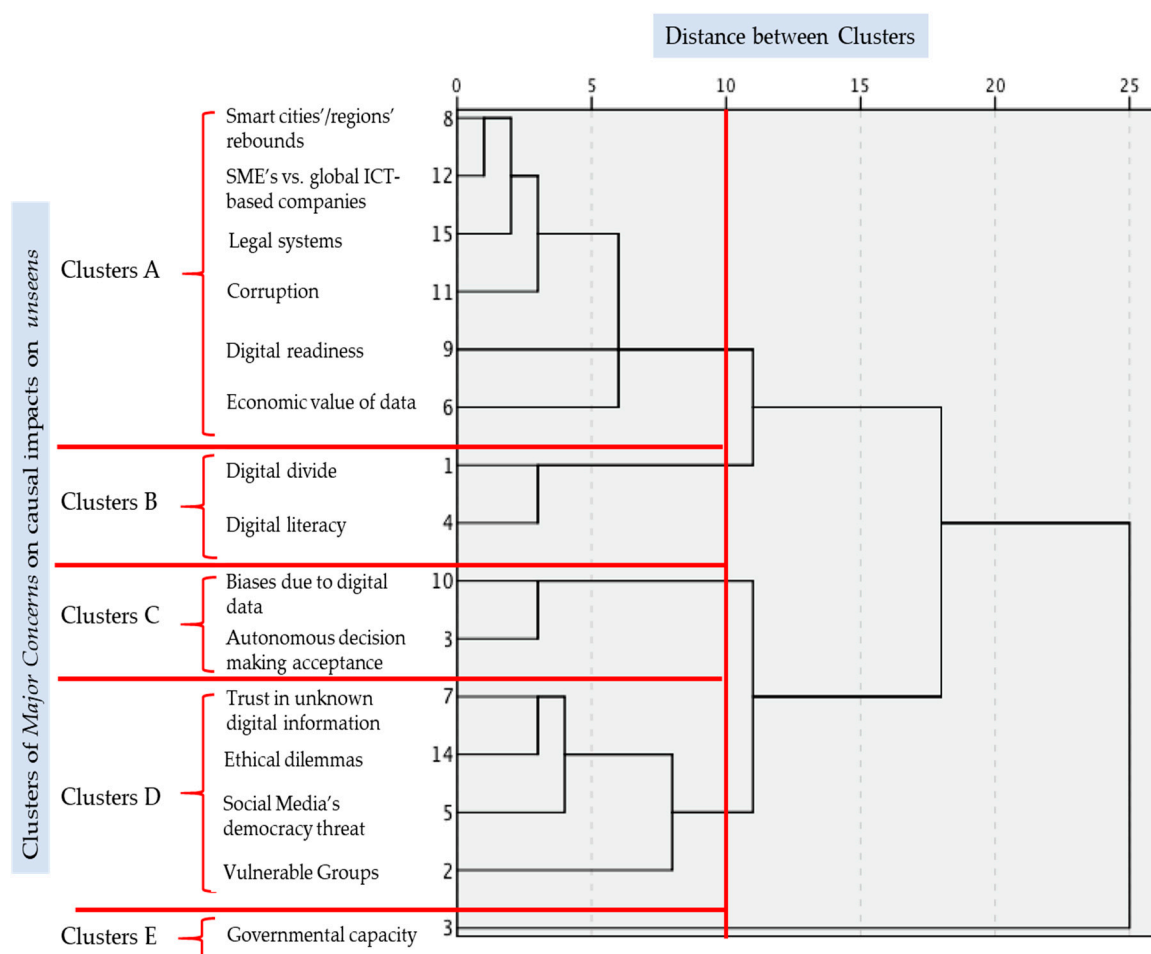 Distance between Clusters
0 5 10 15 20 25
Clusters of Major Concerns on causal impacts on unseens
Clusters A
Smart cities'/regions'
rebounds
8
SME's vs. global ICT-
based companies
12
Legal systems
15
Corruption
11
Digital readiness
9
Economic value of data
6
Clusters B
Digital divide
1
Digital literacy
4
Clusters C
Biases due to digital
data
10
Autonomous decision
making acceptance
3
Clusters D
Trust in unknown
digital information
7
Ethical dilemmas
14
Social Media's
democracy threat
5
Vulnerable Groups
2
Clusters E
Governmental capacity
3